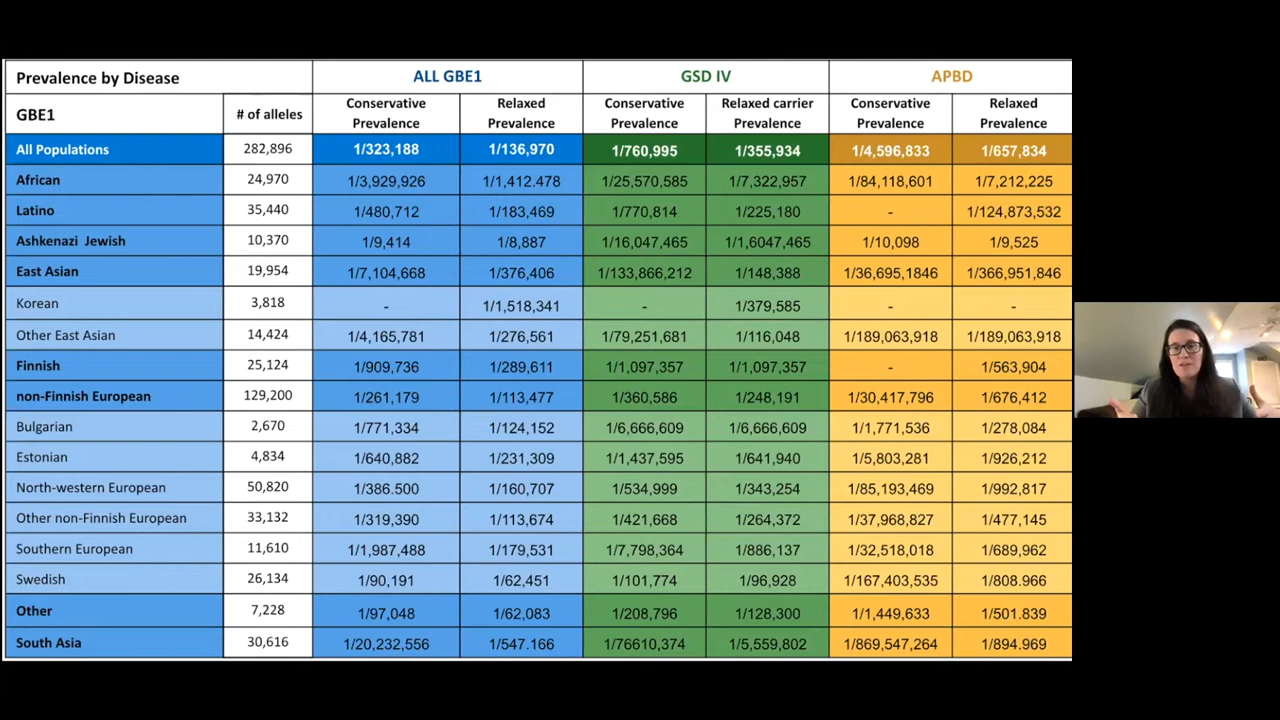 Prevalence by Disease ALL GBE1 GSD IV APBD
GBE1 # of alleles Conservative Prevalence Relaxed Prevalence Conservative Prevalence Relaxed carrier Prevalence Conservative Prevalence Relaxed Prevalence
All Populations 282,896 1/323,188 1/136,970 1/760,995 1/355,934 1/4,596,833 1/657,834
African 24,970 1/3,929,926 1/1,412.478 1/25,570,585 1/7,322,957 1/84,118,601 1/7,212,225
Latino 35,440 1/480,712 1/183,469 1/770,814 1/225,180 - 1/124,873,532
Ashkenazi Jewish 10,370 1/9,414 1/8,887 1/16,047,465 1/1,6047,465 1/10,098 1/9,525
East Asian 19,954 1/7,104,668 1/376,406 1/133,866,212 1/148,388 1/36,695,1846 1/366,951,846
Korean 3,818 - 1/1,518,341 - 1/379,585 - -
Other East Asian 14,424 1/4,165,781 1/276,561 1/79,251,681 1/116,048 1/189,063,918 1/189,063,918
Finnish 25,124 1/909,736 1/289,611 1/1,097,357 1/1,097,357 - 1/563,904
non-Finnish European 129,200 1/261,179 1/113,477 1/360,586 1/248,191 1/30,417,796 1/676,412
Bulgarian 2,670 1/771,334 1/124,152 1/6,666,609 1/6,666,609 1/1,771,536 1/278,084
Estonian 4,834 1/640,882 1/231,309 1/1,437,595 1/641,940 1/5,803,281 1/926,212
North-western European 50,820 1/386.500 1/160,707 1/534,999 1/343,254 1/85,193,469 1/992,817
Other non-Finnish European 33,132 1/319,390 1/113,674 1/421,668 1/264,372 1/37,968,827 1/477,145
Southern European 11,610 1/1,987,488 1/179,531 1/7,798,364 1/886,137 1/32,518,018 1/689,962
Swedish 26,134 1/90,191 1/62,451 1/101,774 1/96,928 1/167,403,535 1/808.966
Other 7,228 1/97,048 1/62,083 1/208,796 1/128,300 1/1,449,633 1/501.839
South Asia 30,616 1/20,232,556 1/547.166 1/76610,374 1/5,559,802 1/869,547,264 1/894.969